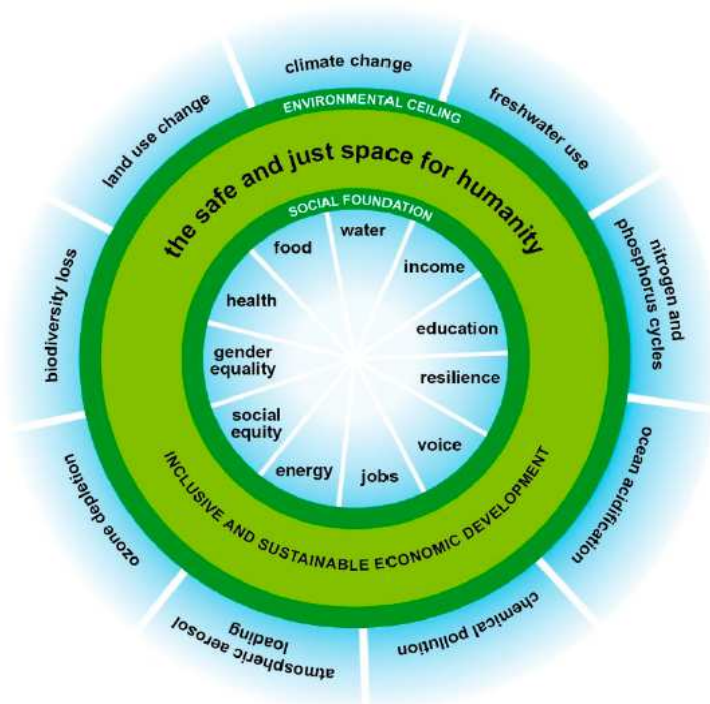 climate change
freshwater use
nitrogen and
phosphorus cycles
ocean acidification
chemical pollution
atmospheric aerosol
loading
ozone depletion
biodiversity loss
land use change
ENVIRONMENTAL CEILING
the safe and just space for humanity
SOCIAL FOUNDATION
water
income
education
resilience
voice
jobs
energy
social
equity
gender
equality
health
food
INCLUSIVE AND SUSTAINABLE ECONOMIC DEVELOPMENT